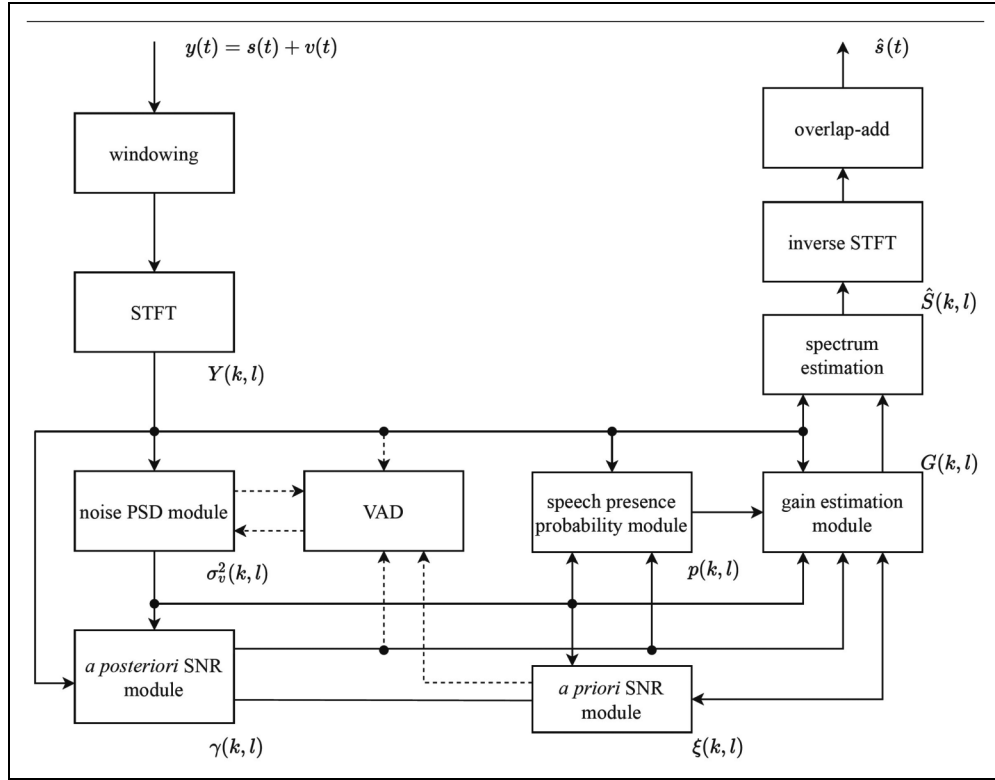 y(t) = s(t) + v(t)
ŝ(t)
windowing
overlap-add
inverse STFT
STFT
Ŝ(k, l)
spectrum
estimation
Y(k, l)
G(k, l)
noise PSD module
VAD
speech presence
probability module
gain estimation
module
σ²ᵥ(k, l)
p(k, l)
a posteriori SNR
module
a priori SNR
module
γ(k, l)
ξ(k, l)